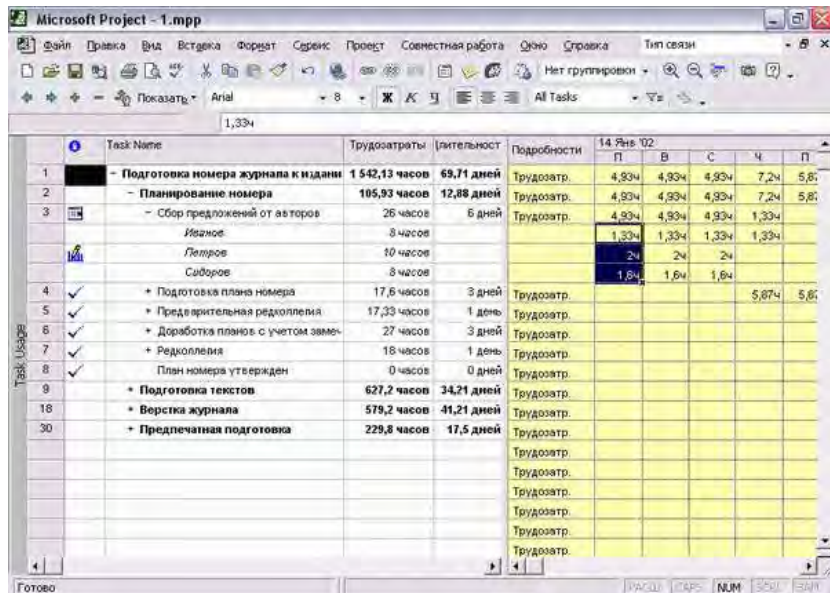 Microsoft Project - 1.mpp
Файл Правка Вид Вставка Формат Сервис Проект Совместная работа Окно Справка Тип связи
Нет группировки
Показать Arial 8 Ж К Ч All Tasks
1,33ч
Task Name Трудозатраты Длительност Подробности 14 Янв '02
П В С Ч П
1 − Подготовка номера журнала к издани 1 542,13 часов 69,71 дней Трудозатр. 4,93ч 4,93ч 4,93ч 7,2ч 5,87
2 − Планирование номера 105,93 часов 12,88 дней Трудозатр. 4,93ч 4,93ч 4,93ч 7,2ч 5,87
3 − Сбор предложений от авторов 26 часов 6 дней Трудозатр. 4,93ч 4,93ч 4,93ч 1,33ч
Иванов 8 часов 1,33ч 1,33ч 1,33ч 1,33ч
Петров 10 часов 2ч 2ч 2ч
Сидоров 8 часов 1,6ч 1,6ч 1,6ч
4 + Подготовка плана номера 17,6 часов 3 дней Трудозатр. 5,87ч 5,87
5 + Предварительная редколлегия 17,33 часов 1 день Трудозатр.
6 + Доработка планов с учетом замеч 27 часов 3 дней Трудозатр.
7 + Редколлегия 18 часов 1 день Трудозатр.
8 План номера утвержден 0 часов 0 дней Трудозатр.
9 + Подготовка текстов 627,2 часов 34,21 дней Трудозатр.
18 + Верстка журнала 579,2 часов 41,21 дней Трудозатр.
30 + Предпечатная подготовка 229,8 часов 17,5 дней Трудозатр.
Трудозатр.
Трудозатр.
Трудозатр.
Трудозатр.
Трудозатр.
Трудозатр.
Task Usage
Готово NUM